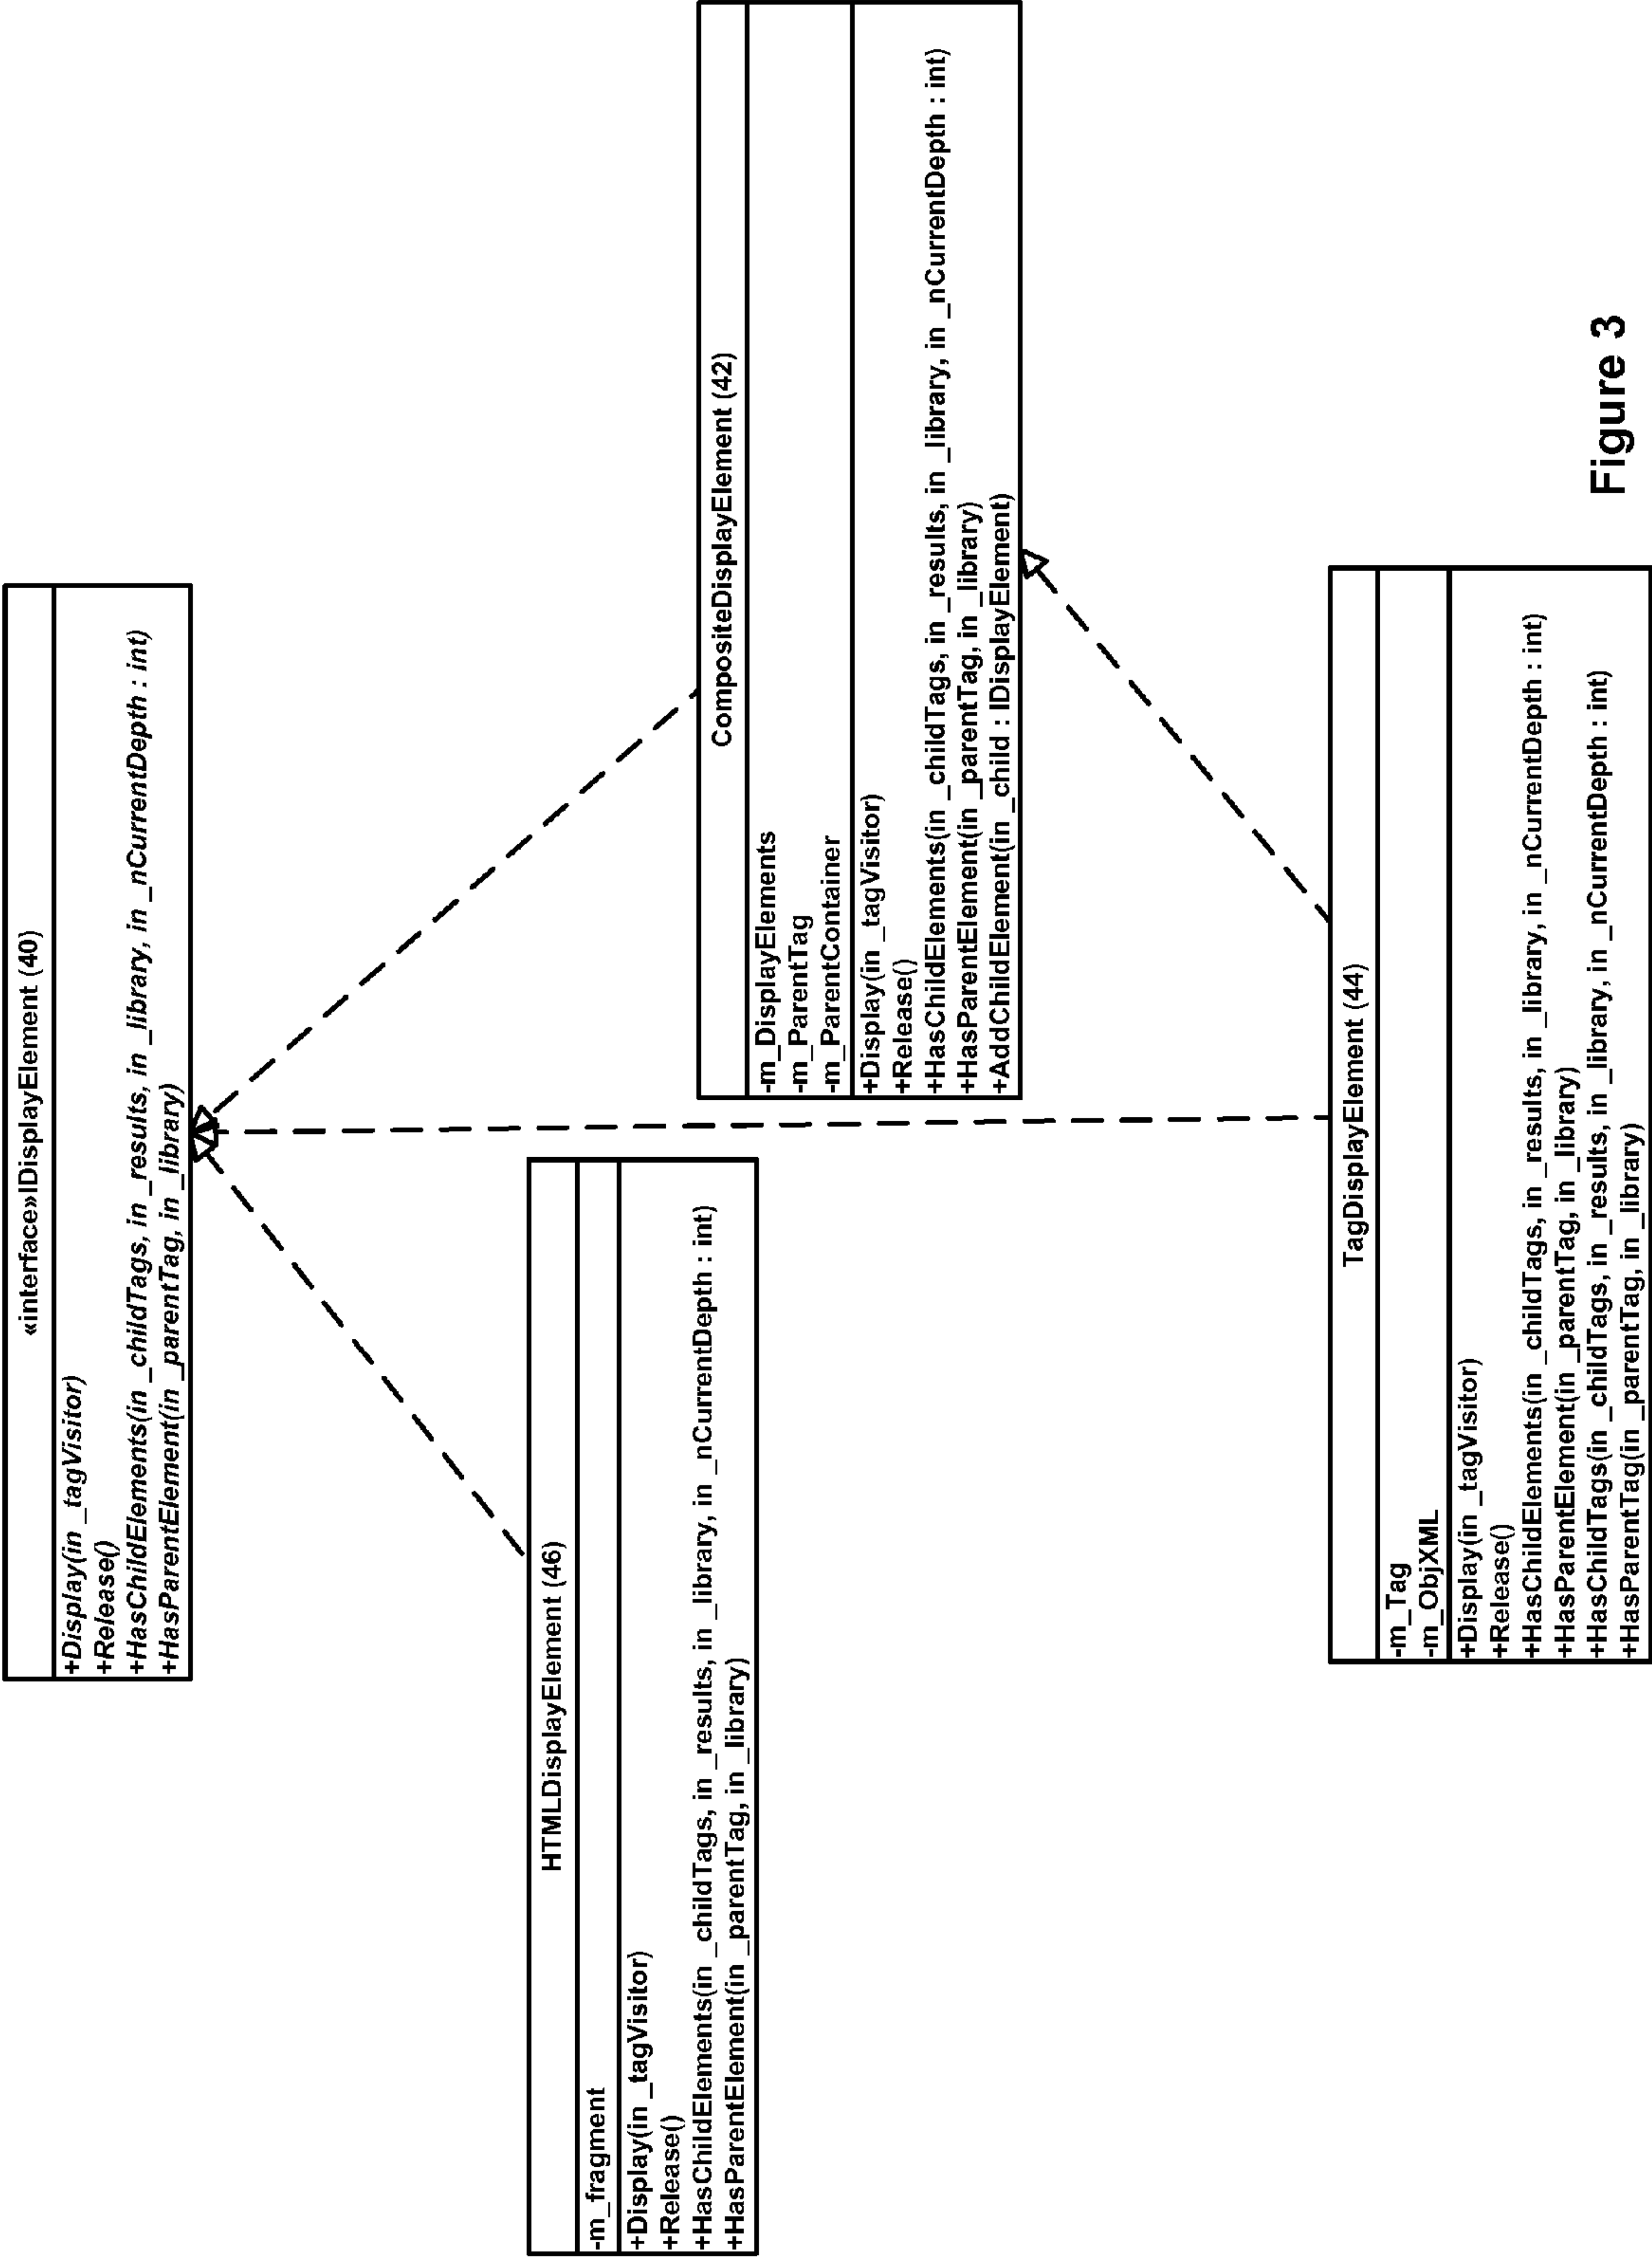 «interface»IDisplayElement (40)
+Display(in _tagVisitor)
+Release()
+HasChildElements(in _childTags, in _results, in _library, in _nCurrentDepth : int)
+HasParentElement(in _parentTag, in _library)
HTMLDisplayElement (46)
-m_fragment
+Display(in _tagVisitor)
+Release()
+HasChildElements(in _childTags, in _results, in _library, in _nCurrentDepth : int)
+HasParentElement(in _parentTag, in _library)
CompositeDisplayElement (42)
-m_DisplayElements
-m_ParentTag
-m_ParentContainer
+Display(in _tagVisitor)
+Release()
+HasChildElements(in _childTags, in _results, in _library, in _nCurrentDepth : int)
+HasParentElement(in _parentTag, in _library)
+AddChildElement(in _child : IDisplayElement)
TagDisplayElement (44)
-m_Tag
-m_ObjXML
+Display(in _tagVisitor)
+Release()
+HasChildElements(in _childTags, in _results, in _library, in _nCurrentDepth : int)
+HasParentElement(in _parentTag, in _library)
+HasChildTags(in _childTags, in _results, in _library, in _nCurrentDepth : int)
+HasParentTag(in _parentTag, in _library)
Figure 3